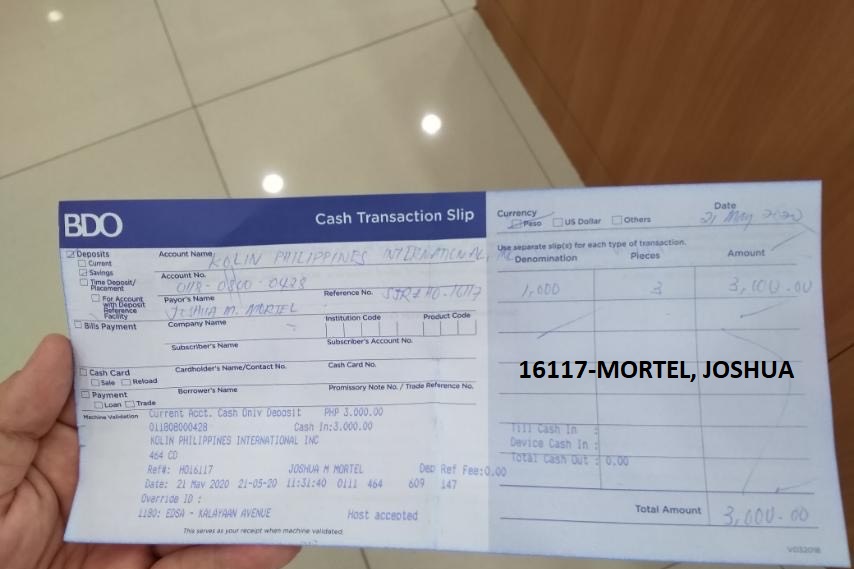 BDO
Cash Transaction Slip
Currency
Peso
US Dollar
Others
Date
21 May 2020
Deposits
Current
Savings
Time Deposit/
Placement
For Account
with Deposit
Reference
Facility
Account Name
KOLIN PHILIPPINES INTERNATIONAL, INC
Account No.
0118-0800-0428
Payor's Name
JOSHUA M. MORTEL
Reference No.
Use separate slip(s) for each type of transaction.
Denomination
Pieces
Amount
1,000
3
3,000.00
Bills Payment
Company Name
Institution Code
Product Code
Subscriber's Name
Subscriber's Account No.
Cash Card
Sale
Reload
Cardholder's Name/Contact No.
Cash Card No.
Payment
Loan
Trade
Borrower's Name
Promissory Note No. / Trade Reference No.
16117-MORTEL, JOSHUA
Machine Validation
Current Acct. Cash Only Deposit PHP 3.000.00
011808000428 Cash In:3.000.00
KOLIN PHILIPPINES INTERNATIONAL INC
464 CD
Ref#: H016117 JOSHUA M MORTEL Dep Ref Fee:0.00
Date: 21 May 2020 21-05-20 11:31:40 0111 464 609 147
Override ID :
1180: EDSA - KALAYAAN AVENUE Host accepted
This serves as your receipt when machine validated.
Till Cash In :
Device Cash In :
Total Cash Out : 0.00
Total Amount
3,000.00
V032018